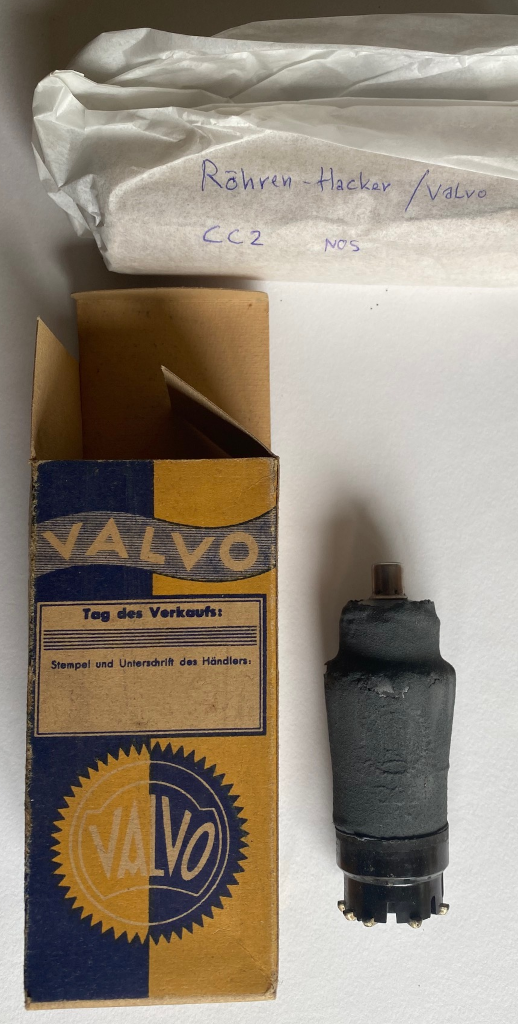 Röhren-Hacker / Valvo
CC2 NOS
VALVO
Tag des Verkaufs:
Stempel und Unterschrift des Händlers:
VALVO